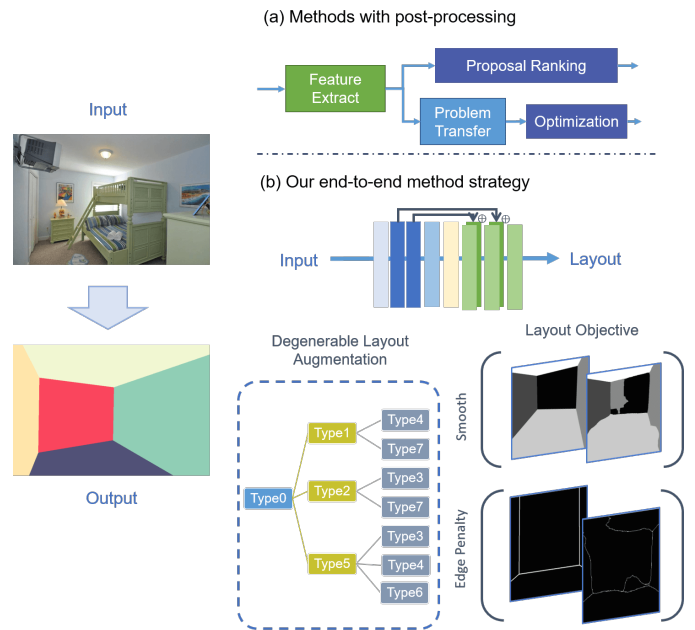 (a) Methods with post-processing
Feature
Extract
Proposal Ranking
Problem
Transfer
Optimization
Input
(b) Our end-to-end method strategy
Input
Layout
Output
Degenerable Layout
Augmentation
Type0
Type1
Type2
Type5
Type4
Type7
Type3
Type7
Type3
Type4
Type6
Layout Objective
Smooth
Edge Penalty